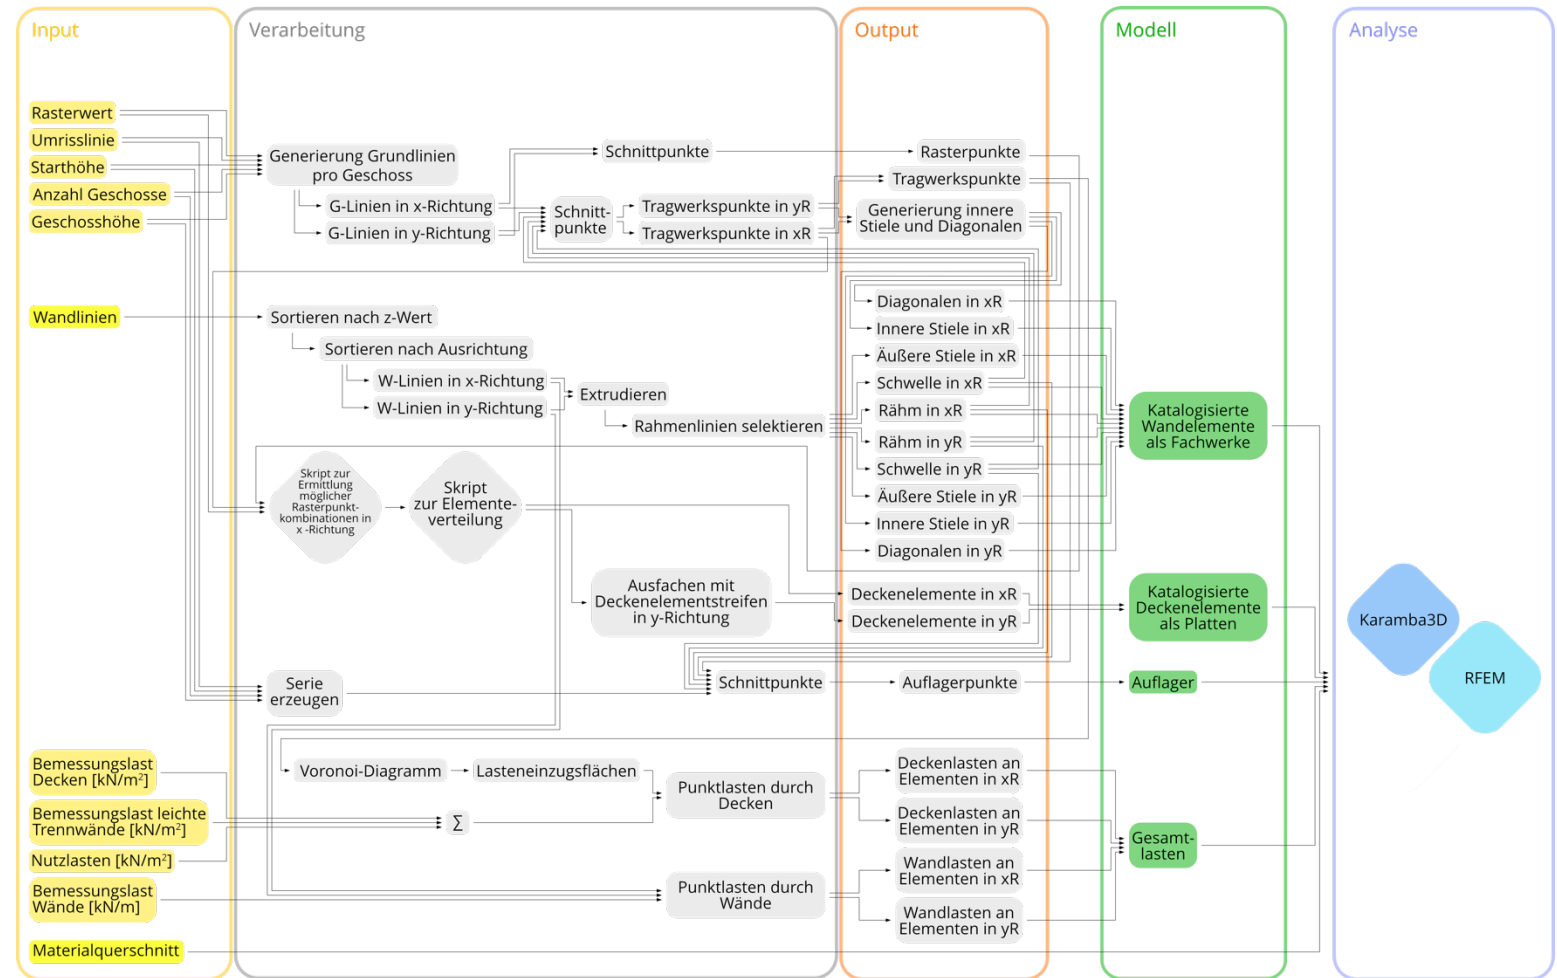 Input
Verarbeitung
Output
Modell
Analyse
Rasterwert
Umrisslinie
Starthöhe
Anzahl Geschosse
Geschosshöhe
Wandlinien
Bemessungslast
Decken [kN/m²]
Bemessungslast leichte
Trennwände [kN/m²]
Nutzlasten [kN/m²]
Bemessungslast
Wände [kN/m]
Materialquerschnitt
Generierung Grundlinien
pro Geschoss
G-Linien in x-Richtung
G-Linien in y-Richtung
Schnittpunkte
Schnitt-
punkte
Tragwerkspunkte in yR
Tragwerkspunkte in xR
Sortieren nach z-Wert
Sortieren nach Ausrichtung
W-Linien in x-Richtung
W-Linien in y-Richtung
Extrudieren
Rahmenlinien selektieren
Skript zur
Ermittlung
möglicher
Rasterpunkt-
kombinationen in
x -Richtung
Skript
zur Elemente-
verteilung
Ausfachen mit
Deckenelementstreifen
in y-Richtung
Serie
erzeugen
Schnittpunkte
Voronoi-Diagramm
Lasteneinzugsflächen
∑
Punktlasten durch
Decken
Punktlasten durch
Wände
Rasterpunkte
Tragwerkspunkte
Generierung innere
Stiele und Diagonalen
Diagonalen in xR
Innere Stiele in xR
Äußere Stiele in xR
Schwelle in xR
Rähm in xR
Rähm in yR
Schwelle in yR
Äußere Stiele in yR
Innere Stiele in yR
Diagonalen in yR
Deckenelemente in xR
Deckenelemente in yR
Auflagerpunkte
Deckenlasten an
Elementen in xR
Deckenlasten an
Elementen in yR
Wandlasten an
Elementen in xR
Wandlasten an
Elementen in yR
Katalogisierte
Wandelemente
als Fachwerke
Katalogisierte
Deckenelemente
als Platten
Auflager
Gesamt-
lasten
Karamba3D
RFEM